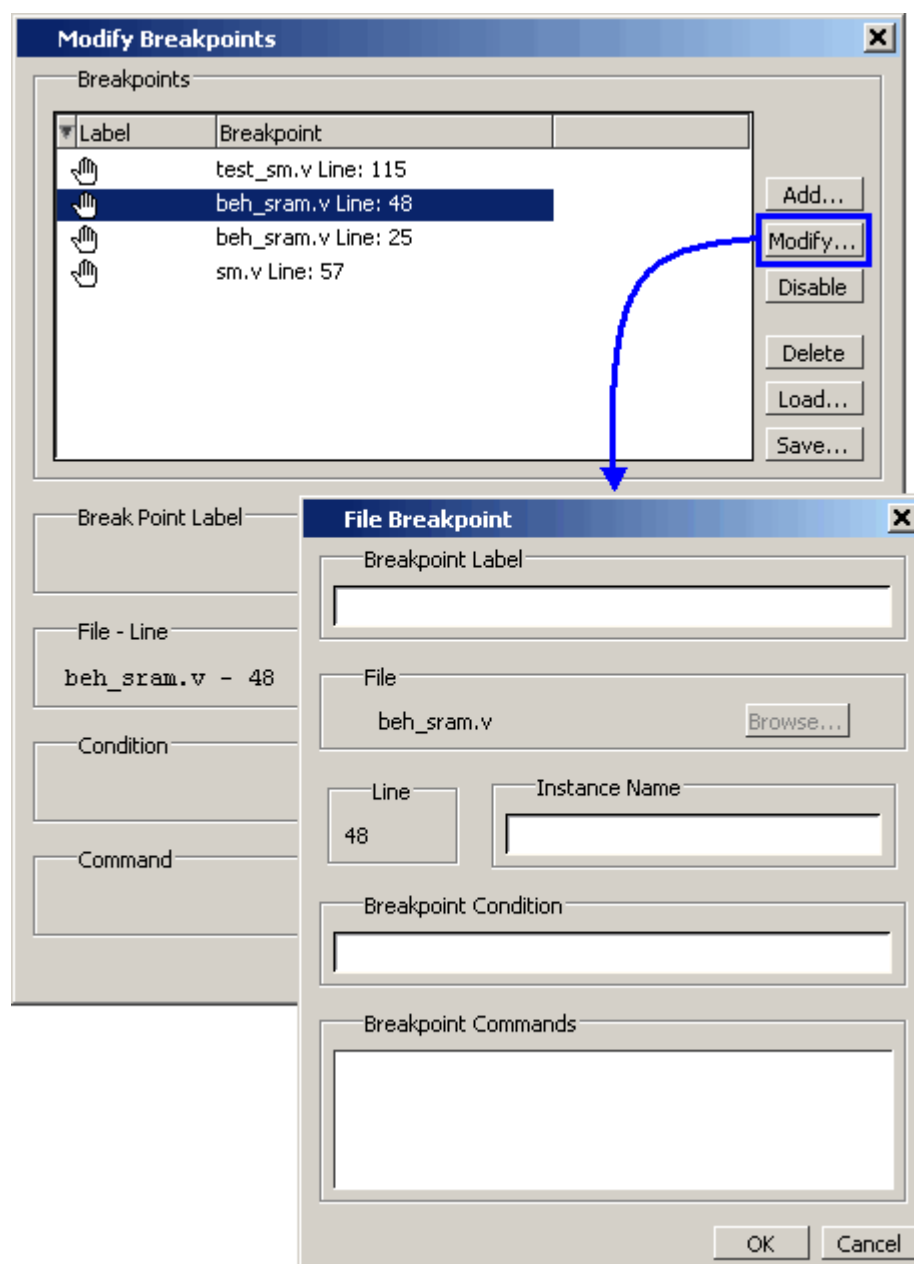 Modify Breakpoints
Breakpoints
Label Breakpoint
test_sm.v Line: 115
beh_sram.v Line: 48
beh_sram.v Line: 25
sm.v Line: 57
Add...
Modify...
Disable
Delete
Load...
Save...
Break Point Label
File - Line
beh_sram.v - 48
Condition
Command
File Breakpoint
Breakpoint Label
File
beh_sram.v
Browse...
Line
48
Instance Name
Breakpoint Condition
Breakpoint Commands
OK Cancel